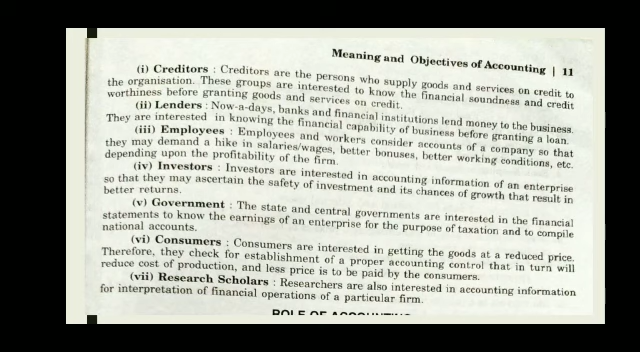 Meaning and Objectives of Accounting | 11
(i) Creditors : Creditors are the persons who supply goods and services on credit to
the organisation. These groups are interested to know the financial soundness and credit
worthiness before granting goods and services on credit.
(ii) Lenders : Now-a-days, banks and financial institutions lend money to the business.
They are interested in knowing the financial capability of business before granting a loan.
(iii) Employees : Employees and workers consider accounts of a company so that
they may demand a hike in salaries/wages, better bonuses, better working conditions, etc.
depending upon the profitability of the firm.
(iv) Investors : Investors are interested in accounting information of an enterprise
so that they may ascertain the safety of investment and its chances of growth that result in
better returns.
(v) Government : The state and central governments are interested in the financial
statements to know the earnings of an enterprise for the purpose of taxation and to compile
national accounts.
(vi) Consumers : Consumers are interested in getting the goods at a reduced price.
Therefore, they check for establishment of a proper accounting control that in turn will
reduce cost of production, and less price is to be paid by the consumers.
(vii) Research Scholars : Researchers are also interested in accounting information
for interpretation of financial operations of a particular firm.
ROLE OF ACCOUNTING